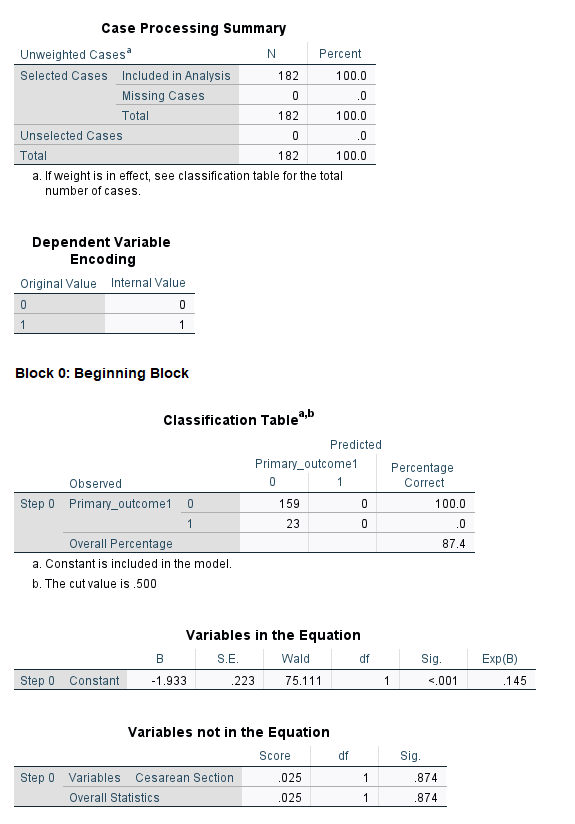 Case Processing Summary
Unweighted Cases^a N Percent
Selected Cases Included in Analysis 182 100.0
Missing Cases 0 .0
Total 182 100.0
Unselected Cases 0 .0
Total 182 100.0
a. If weight is in effect, see classification table for the total
number of cases.
Dependent Variable
Encoding
Original Value Internal Value
0 0
1 1
Block 0: Beginning Block
Classification Table^a,b
Predicted
Primary_outcome1 Percentage
Observed 0 1 Correct
Step 0 Primary_outcome1 0 159 0 100.0
1 23 0 .0
Overall Percentage 87.4
a. Constant is included in the model.
b. The cut value is .500
Variables in the Equation
B S.E. Wald df Sig. Exp(B)
Step 0 Constant -1.933 .223 75.111 1 <.001 .145
Variables not in the Equation
Score df Sig.
Step 0 Variables Cesarean Section .025 1 .874
Overall Statistics .025 1 .874